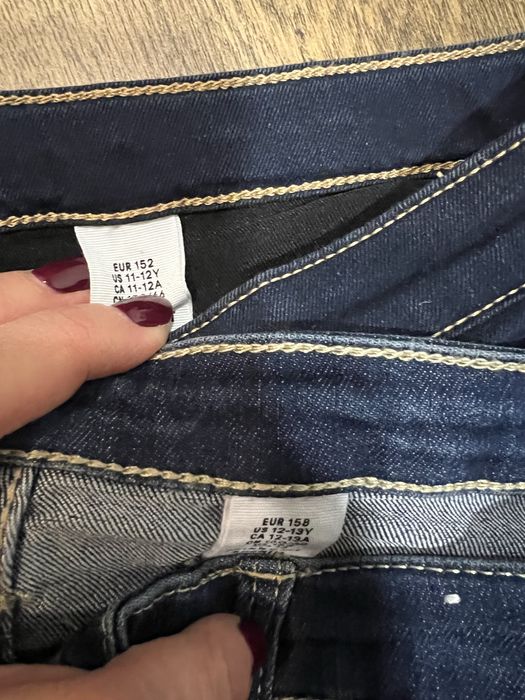 EUR 152
US 11-12Y
CA 11-12A
EUR 158
US 12-13Y
CA 12-13A